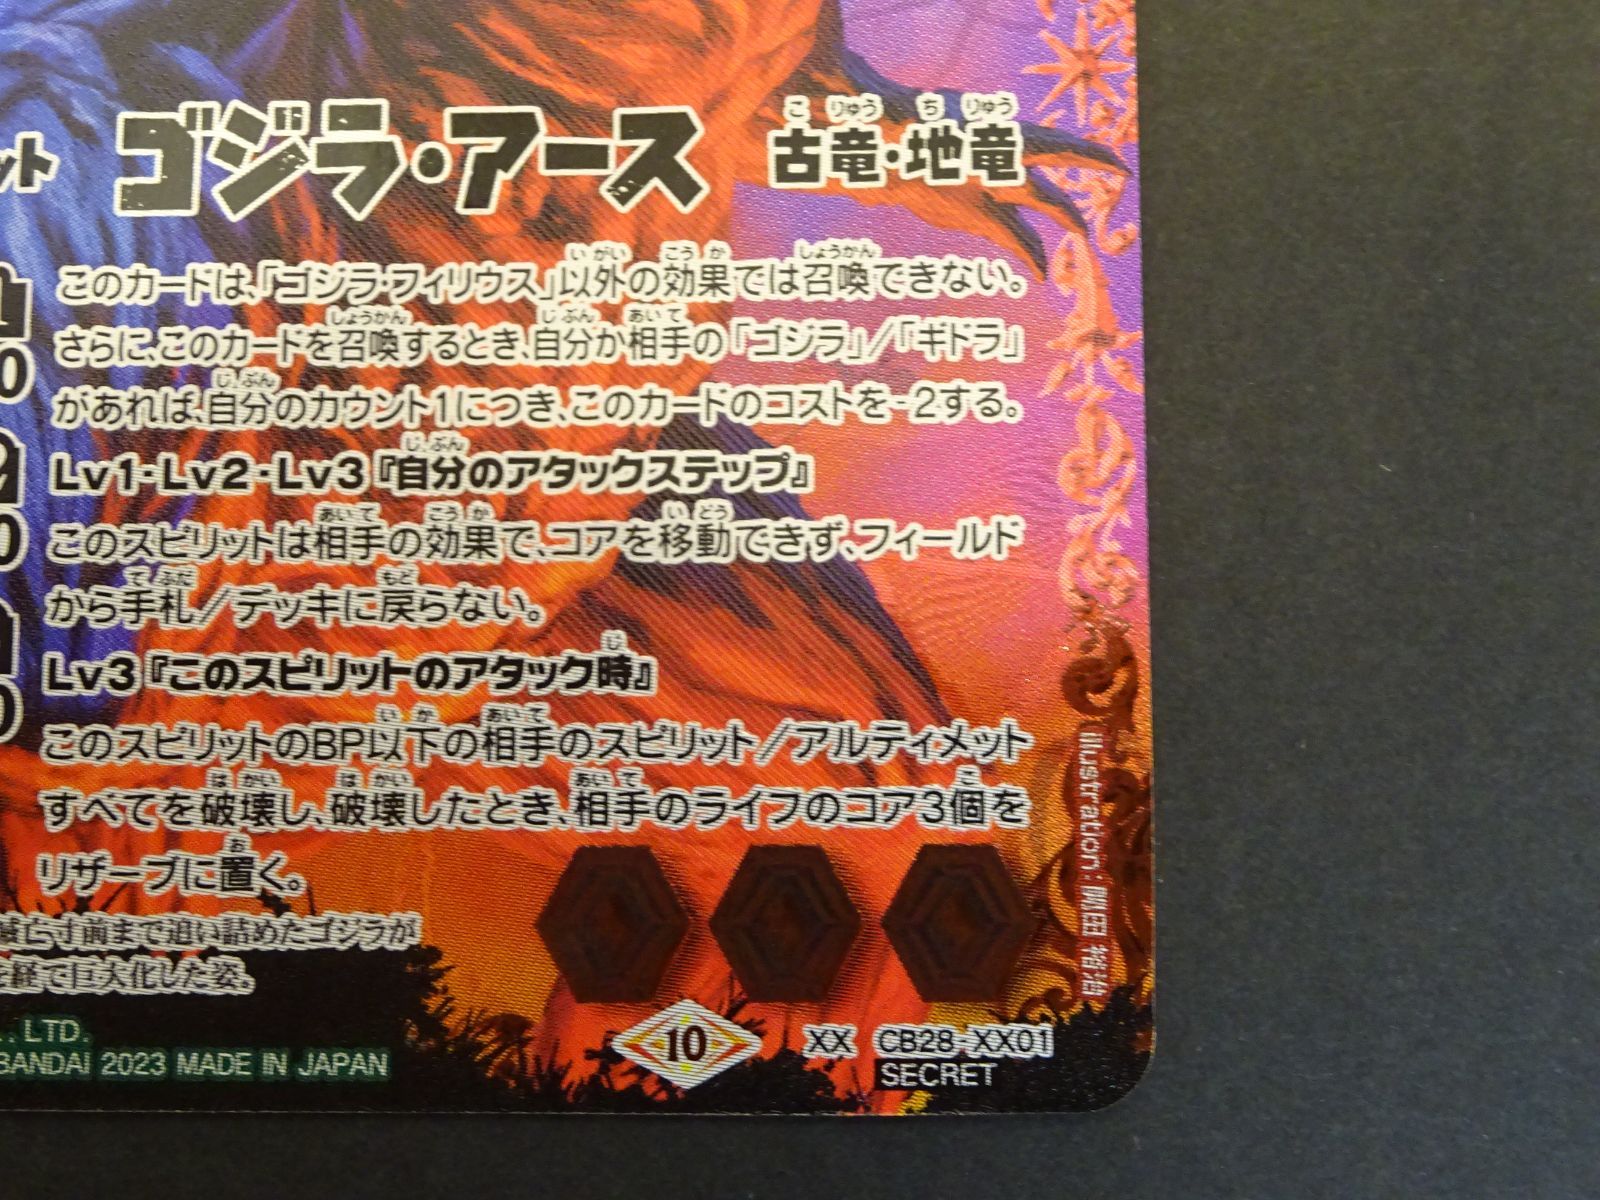 ット ゴジラ・アース 古竜・地竜
こ りゅう ち りゅう
このカードは、「ゴジラ・フィリウス」以外の効果では召喚できない。
さらに、このカードを召喚するとき、自分か相手の「ゴジラ」/「ギドラ」
があれば、自分のカウント1につき、このカードのコストを-2する。
Lv1・Lv2・Lv3『自分のアタックステップ』
このスピリットは相手の効果で、コアを移動できず、フィールド
から手札/デッキに戻らない。
Lv3『このスピリットのアタック時』
このスピリットのBP以下の相手のスピリット/アルティメット
すべてを破壊し、破壊したとき、相手のライフのコア3個を
リザーブに置く。
滅亡寸前まで追い詰めたゴジラが
を経て巨大化した姿。
., LTD.
BANDAI 2023 MADE IN JAPAN
10
XX CB28-XX01
SECRET
illustration: 開田 裕治